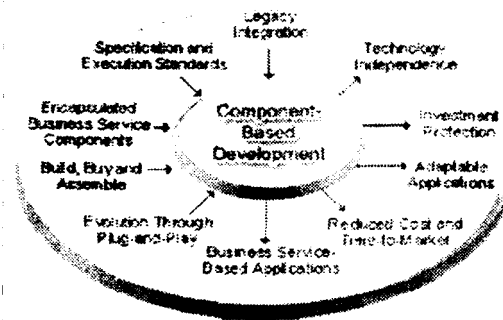 Legacy
Integration
Specification and
Execution Standards
Technology
Independence
Encapsulated
Business Service
Components
Component-
Based
Development
Investment
Protection
Build, Buy and
Assemble
Adaptable
Applications
Evolution Through
Plug-and-Play
Reduced Cost and
Time-to-Market
Business Service-
Based Applications